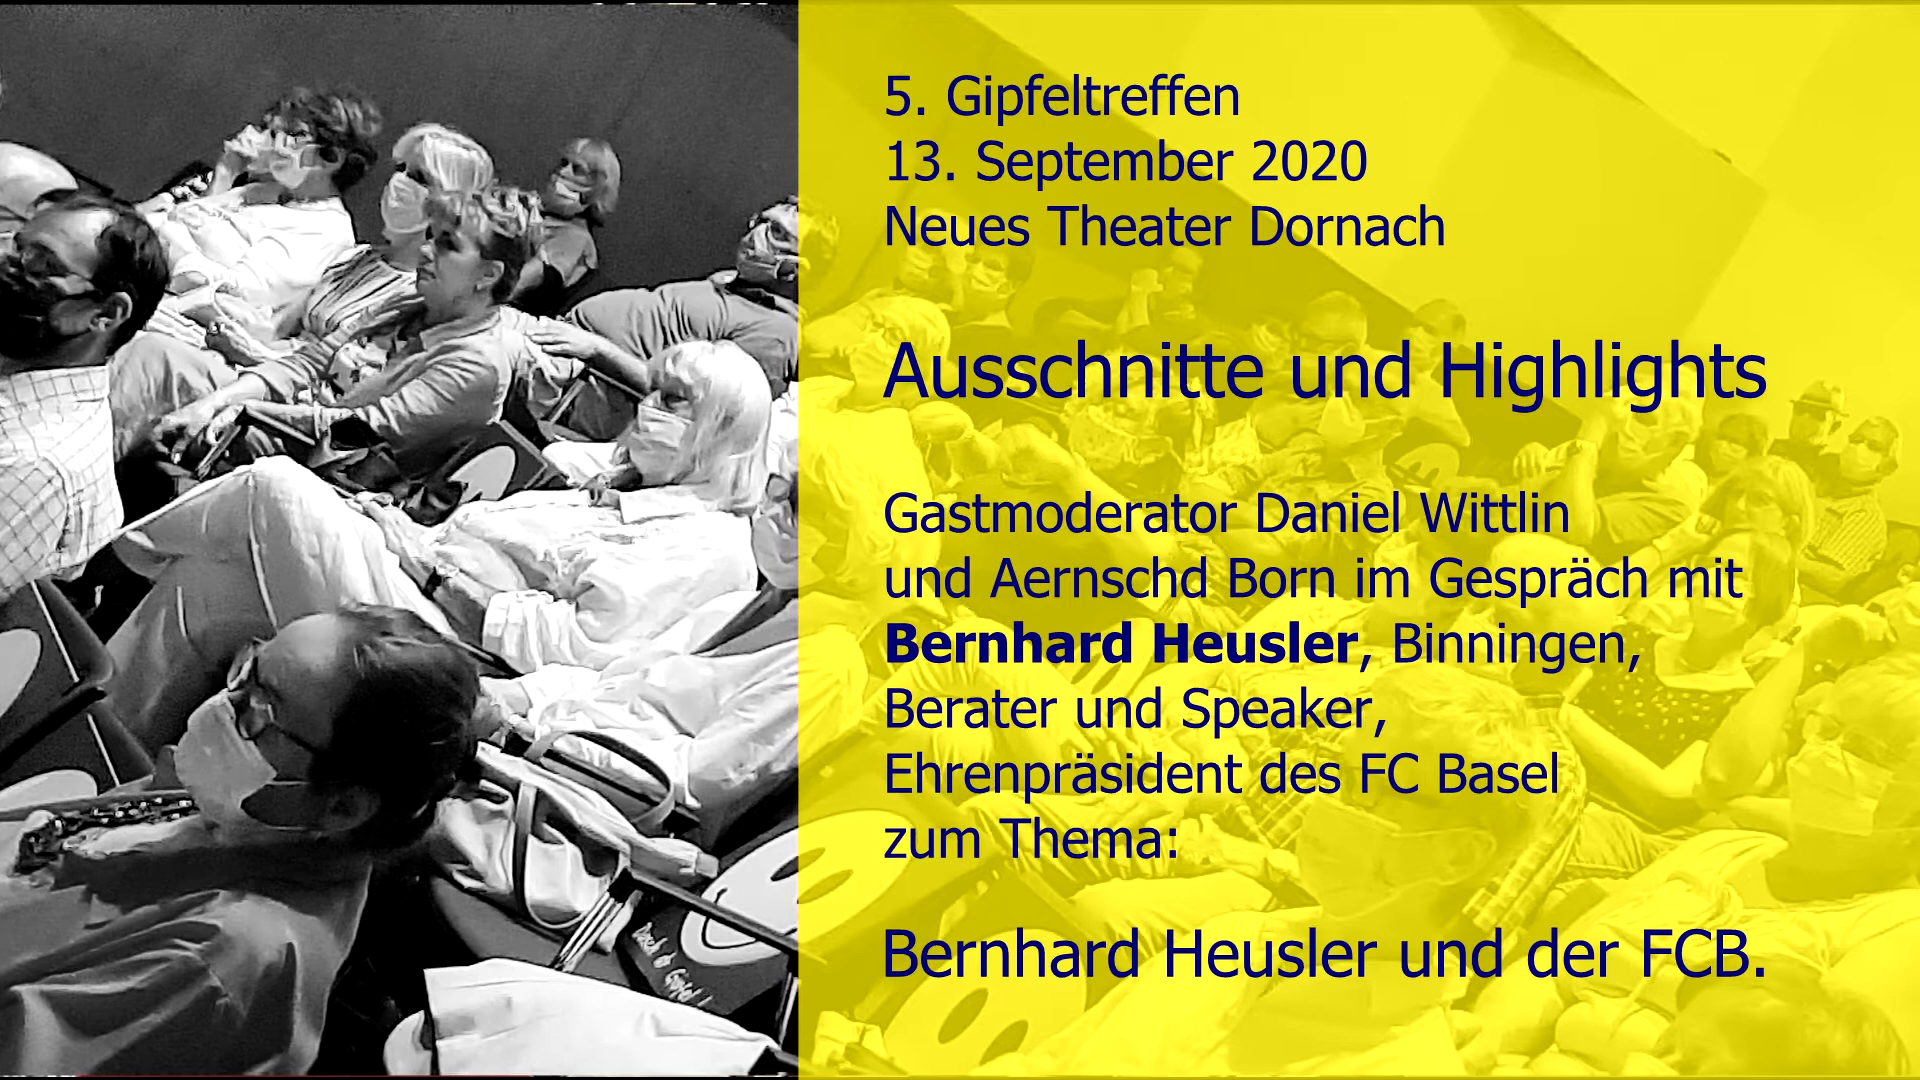 5. Gipfeltreffen
13. September 2020
Neues Theater Dornach
Ausschnitte und Highlights
Gastmoderator Daniel Wittlin
und Aernschd Born im Gespräch mit
Bernhard Heusler, Binningen,
Berater und Speaker,
Ehrenpräsident des FC Basel
zum Thema:
Bernhard Heusler und der FCB.